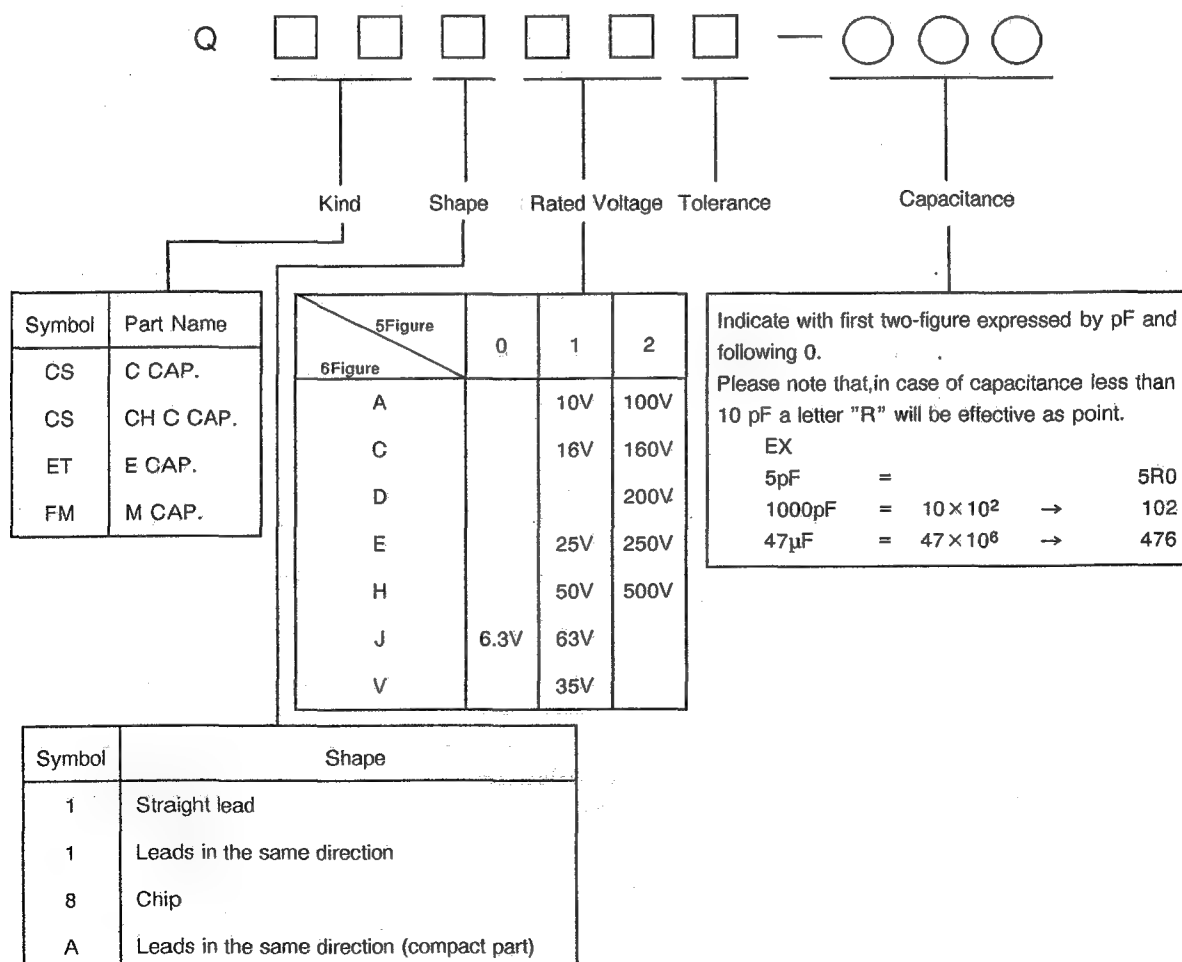 Q □ □ □ □ □ □ — ○ ○ ○
Kind Shape Rated Voltage Tolerance Capacitance
Symbol Part Name
CS C CAP.
CS CH C CAP.
ET E CAP.
FM M CAP.
5Figure
6Figure 0 1 2
A 10V 100V
C 16V 160V
D 200V
E 25V 250V
H 50V 500V
J 6.3V 63V
V 35V
Indicate with first two-figure expressed by pF and
following 0.
Please note that,in case of capacitance less than
10 pF a letter "R" will be effective as point.
EX
5pF = 5R0
1000pF = 10×10² → 102
47μF = 47×10⁶ → 476
Symbol Shape
1 Straight lead
1 Leads in the same direction
8 Chip
A Leads in the same direction (compact part)